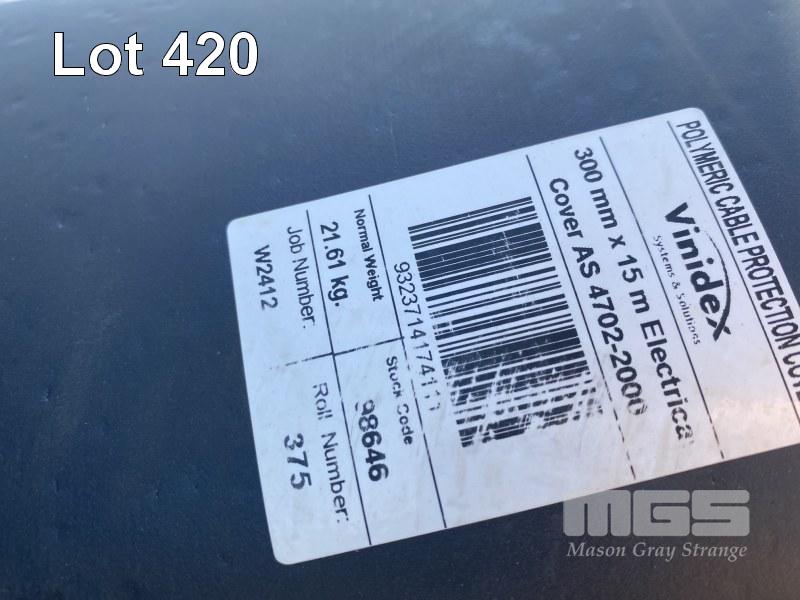 Lot 420
POLYMERIC CABLE PROTECTION
Vinidex
Systems & Solutions
300 mm x 15 m Electrical
Cover AS 4702-2000
Normal Weight
21.61 kg.
Stock Code
98646
Job Number:
W2412
Roll Number:
375
MGS
Mason Gray Strange